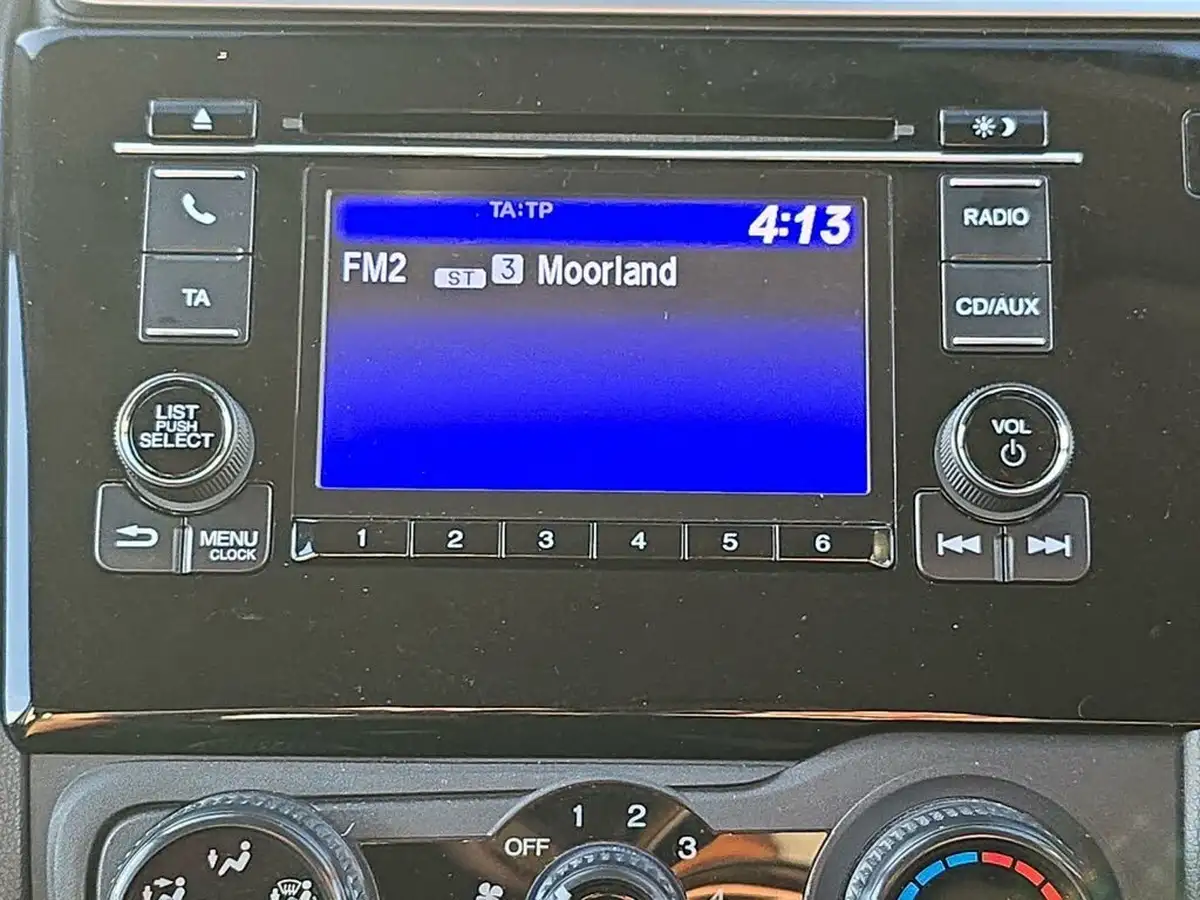 TA:TP 4:13
FM2 ST 3 Moorland
RADIO
TA
CD/AUX
LIST
PUSH
SELECT
VOL
MENU
CLOCK
1 2 3 4 5 6
OFF 1 2 3 4